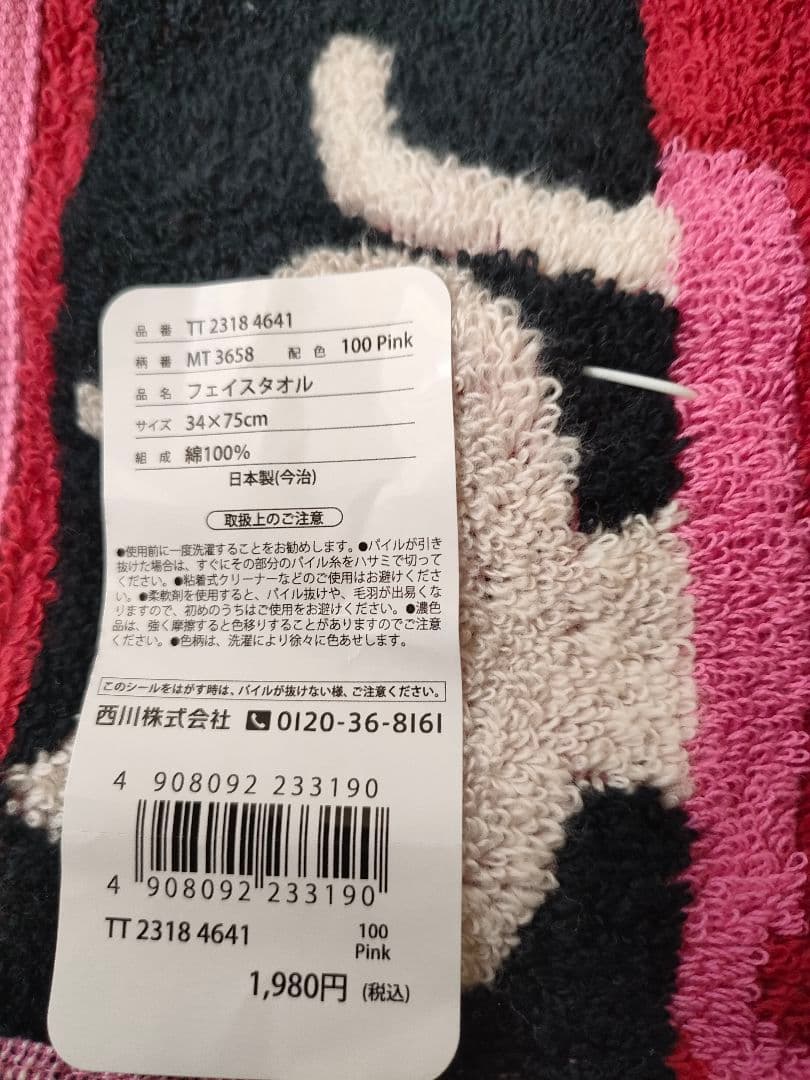 品番 TT 2318 4641
柄番 MT 3658 配色 100 Pink
品名 フェイスタオル
サイズ 34×75cm
組成 綿100%
日本製(今治)
取扱上のご注意
●使用前に一度洗濯することをお勧めします。●パイルが引き
抜けた場合は、すぐにその部分のパイル糸をハサミで切って
ください。●粘着式クリーナーなどのご使用はお避けくださ
い。●柔軟剤を使用すると、パイル抜けや、毛羽が出易くな
りますので、初めのうちはご使用をお避けください。●濃色
品は、強く摩擦すると色移りすることがありますのでご注意
ください。●色柄は、洗濯により徐々に色あせします。
このシールをはがす時は、パイルが抜けない様、ご注意ください。
西川株式会社 0120-36-8161
4 908092 233190
4 908092 233190
TT 2318 4641 100
Pink
1,980円 (税込)